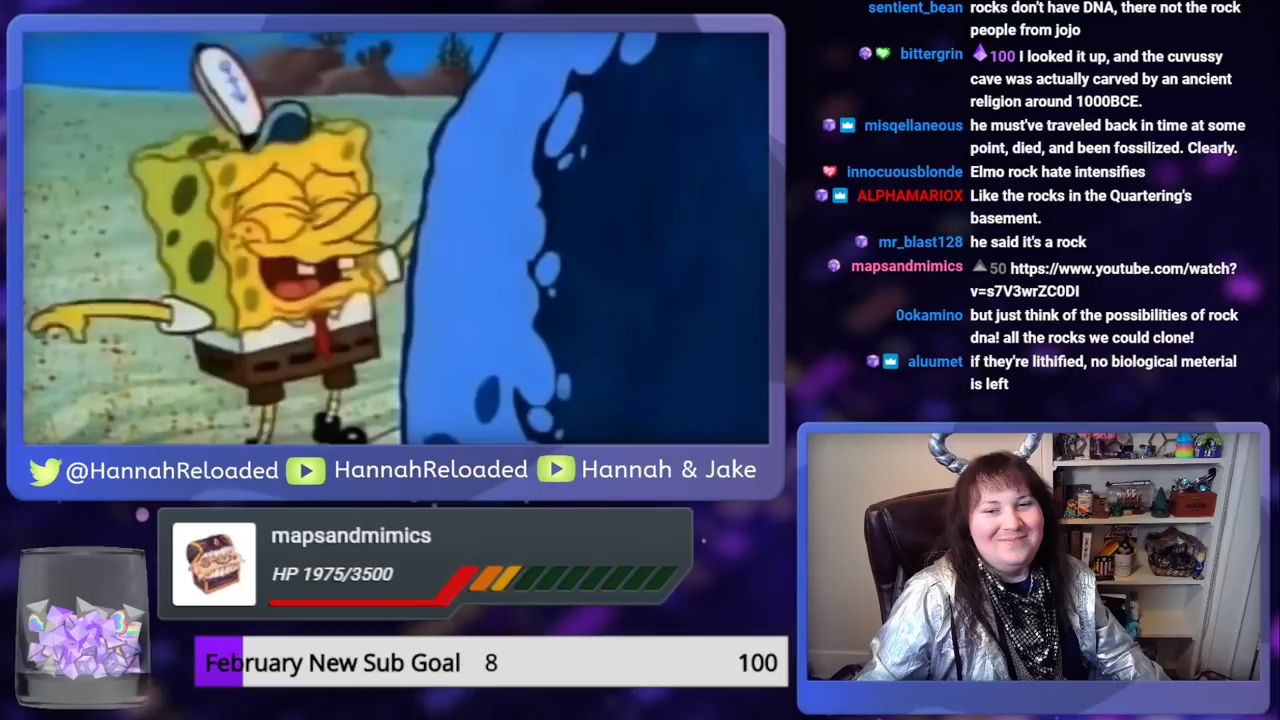 sentient_bean rocks don't have DNA, there not the rock
people from jojo
bittergrin 100 I looked it up, and the cuvussy
cave was actually carved by an ancient
religion around 1000BCE.
misqellaneous he must've traveled back in time at some
point, died, and been fossilized. Clearly.
innocuousblonde Elmo rock hate intensifies
ALPHAMARIOX Like the rocks in the Quartering's
basement.
mr_blast128 he said it's a rock
mapsandmimics 50 https://www.youtube.com/watch?
v=s7V3wrZC0DI
0okamino but just think of the possibilities of rock
dna! all the rocks we could clone!
aluumet if they're lithified, no biological meterial
is left
@HannahReloaded HannahReloaded Hannah & Jake
mapsandmimics
HP 1975/3500
February New Sub Goal 8 100